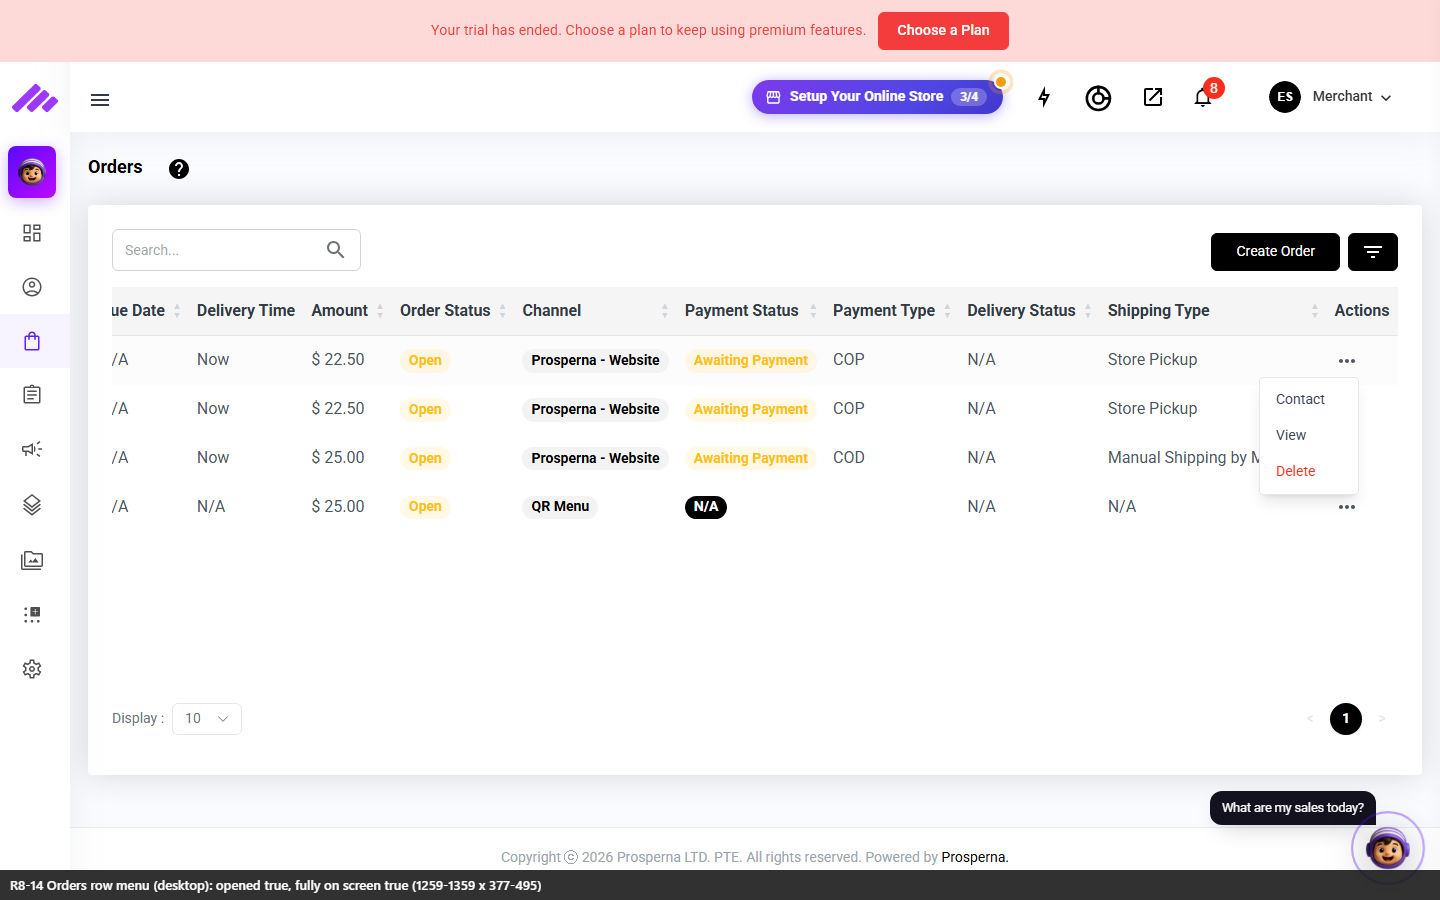 Your trial has ended. Choose a plan to keep using premium features. Choose a Plan
Setup Your Online Store 3/4
8
ES Merchant
Orders
Search...
Create Order
ue Date Delivery Time Amount Order Status Channel Payment Status Payment Type Delivery Status Shipping Type Actions
/A Now $ 22.50 Open Prosperna - Website Awaiting Payment COP N/A Store Pickup
/A Now $ 22.50 Open Prosperna - Website Awaiting Payment COP N/A Store Pickup
/A Now $ 25.00 Open Prosperna - Website Awaiting Payment COD N/A Manual Shipping by M
/A N/A $ 25.00 Open QR Menu N/A N/A N/A
Contact
View
Delete
Display : 10
< 1 >
What are my sales today?
Copyright © 2026 Prosperna LTD. PTE. All rights reserved. Powered by Prosperna.
R8-14 Orders row menu (desktop): opened true, fully on screen true (1259-1359 x 377-495)